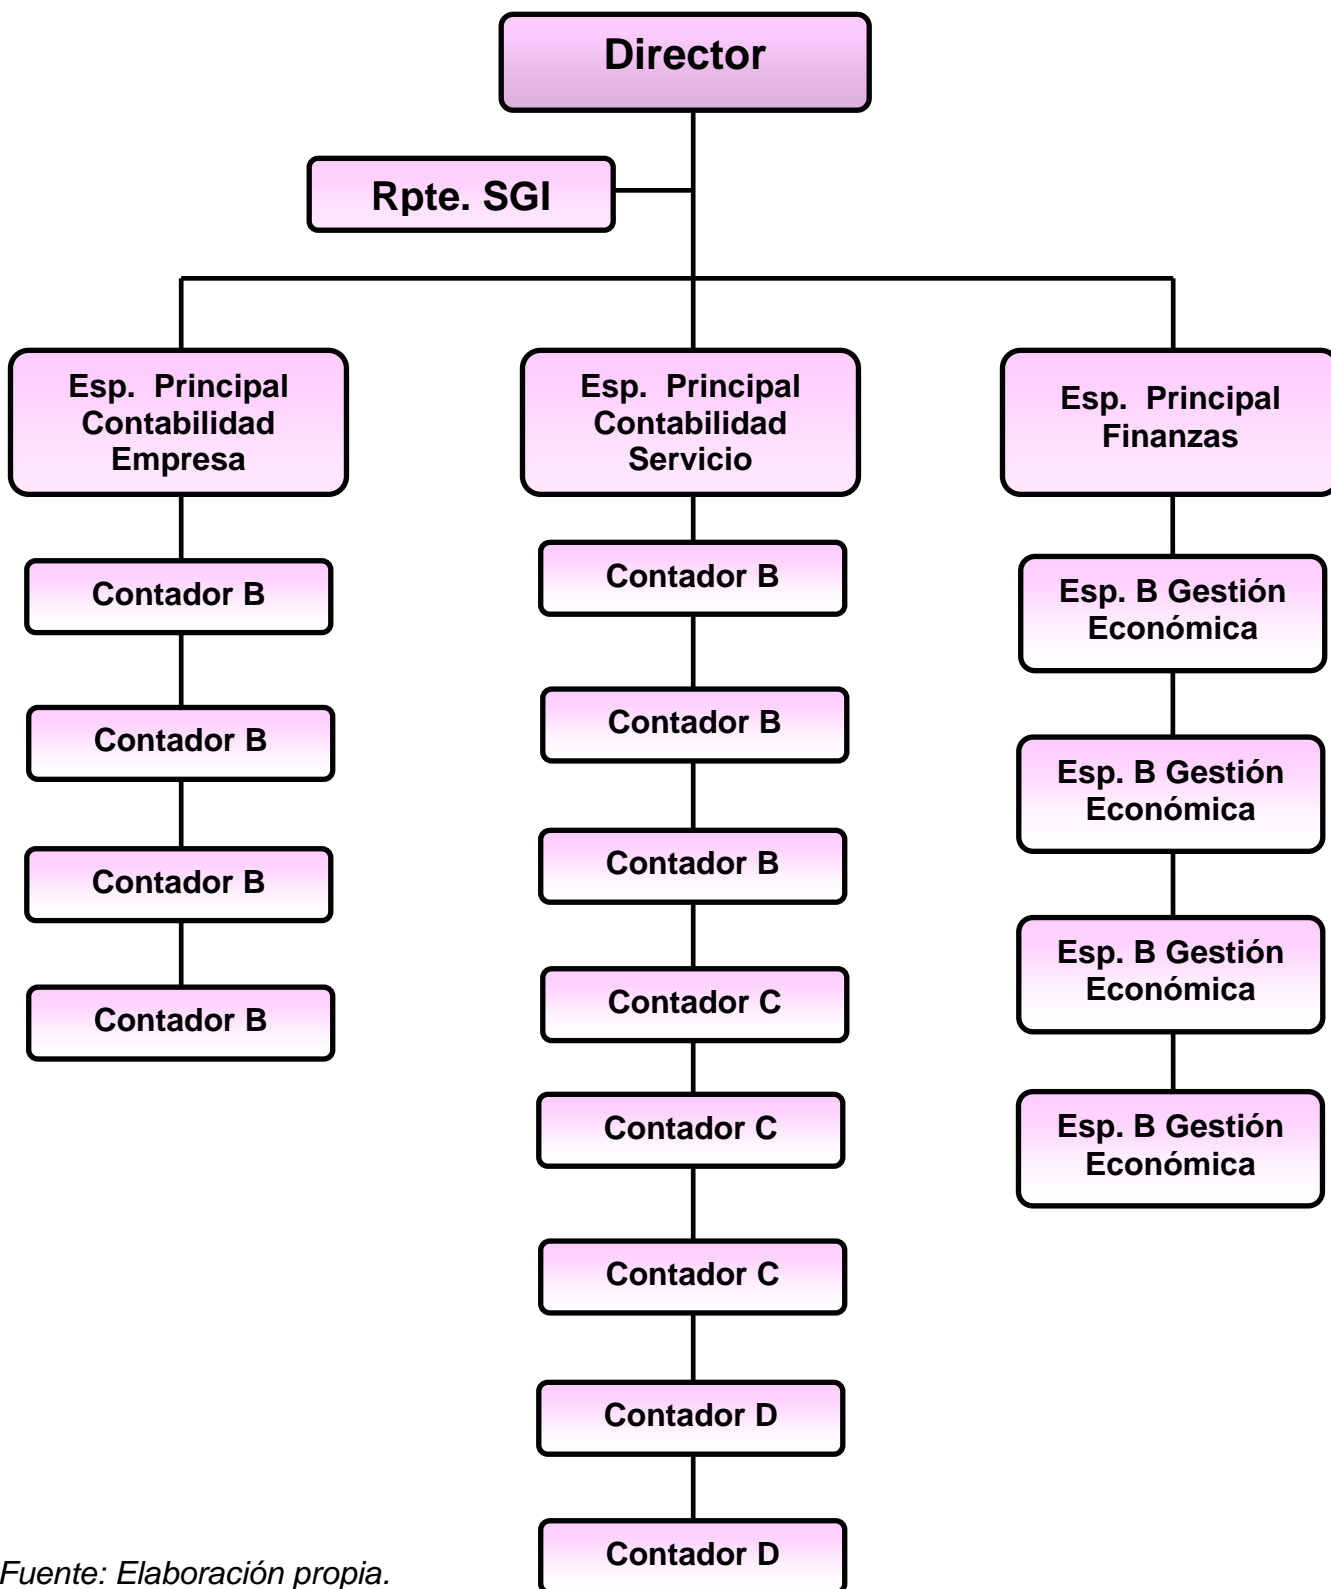 Director
Rpte. SGI
Esp. Principal
Contabilidad
Empresa
Contador B
Contador B
Contador B
Contador B
Esp. Principal
Contabilidad
Servicio
Contador B
Contador B
Contador B
Contador C
Contador C
Contador C
Contador D
Contador D
Esp. Principal
Finanzas
Esp. B Gestión
Económica
Esp. B Gestión
Económica
Esp. B Gestión
Económica
Esp. B Gestión
Económica
Fuente: Elaboración propia.